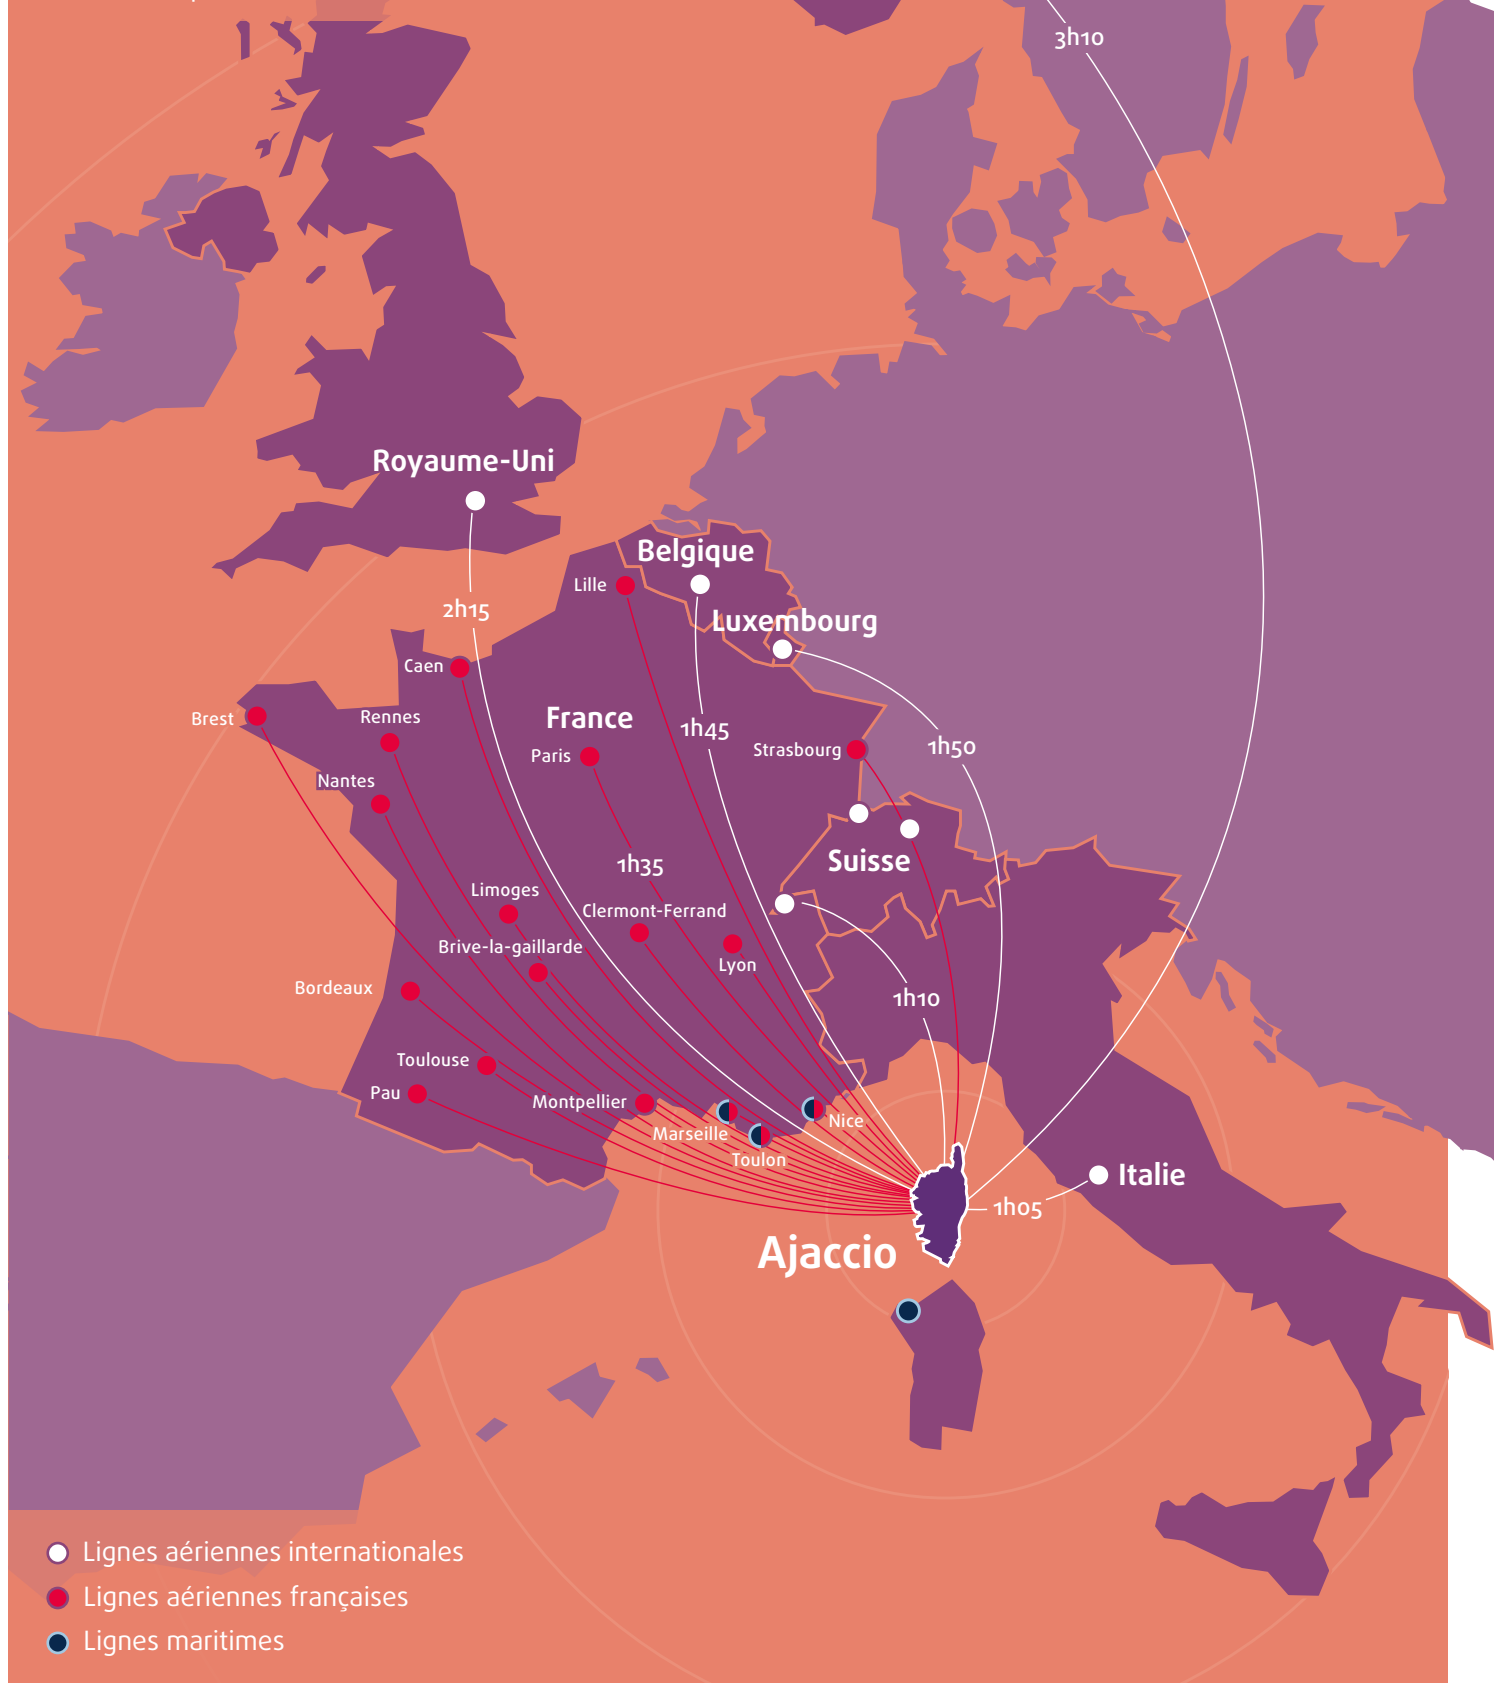 3h10
Royaume-Uni
Belgique
Lille
2h15
Luxembourg
Caen
Brest
Rennes
France
1h45
Strasbourg
1h50
Paris
Nantes
1h35
Suisse
Limoges
Clermont-Ferrand
Brive-la-gaillarde
Lyon
Bordeaux
1h10
Toulouse
Pau
Montpellier
Marseille
Nice
Toulon
Italie
1h05
Ajaccio
Lignes aériennes internationales
Lignes aériennes françaises
Lignes maritimes